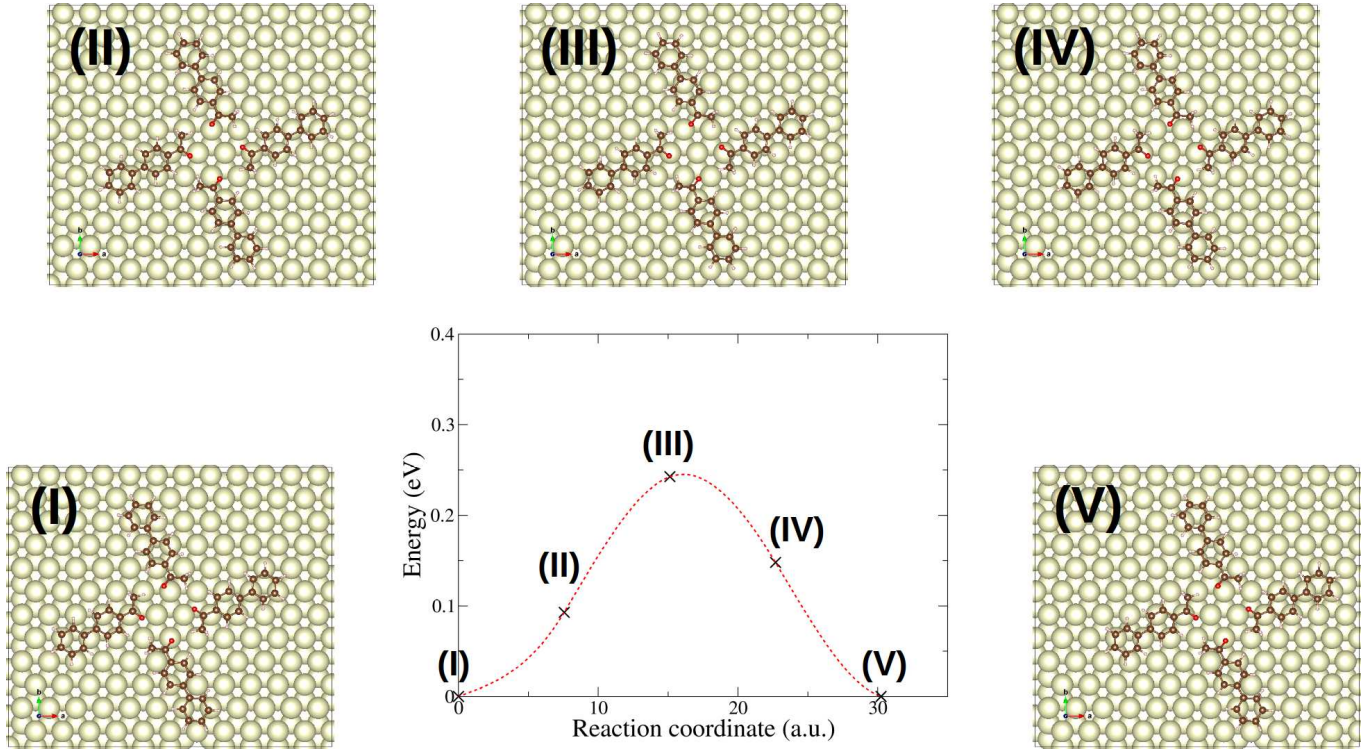 (II)
(III)
(IV)
b
a
b
a
b
a
0.4
0.3
0.2
0.1
0
Energy (eV)
(III)
(II)
(IV)
(I)
(V)
0
10
20
30
Reaction coordinate (a.u.)
(I)
b
a
(V)
b
a